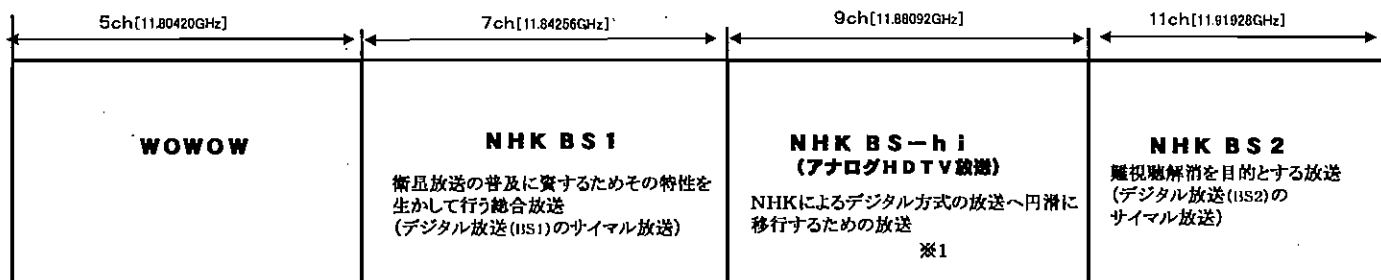 5ch[11.80420GHz]
7ch[11.84256GHz]
9ch[11.88092GHz]
11ch[11.91928GHz]
WOWOW
NHK BS1
衛星放送の普及に資するためその特性を
生かして行う総合放送
(デジタル放送(BS1)のサイマル放送)
NHK BS-hi
(アナログHDTV放送)
NHKによるデジタル方式の放送へ円滑に
移行するための放送
※1
NHK BS2
難視聴解消を目的とする放送
(デジタル放送(BS2)の
サイマル放送)